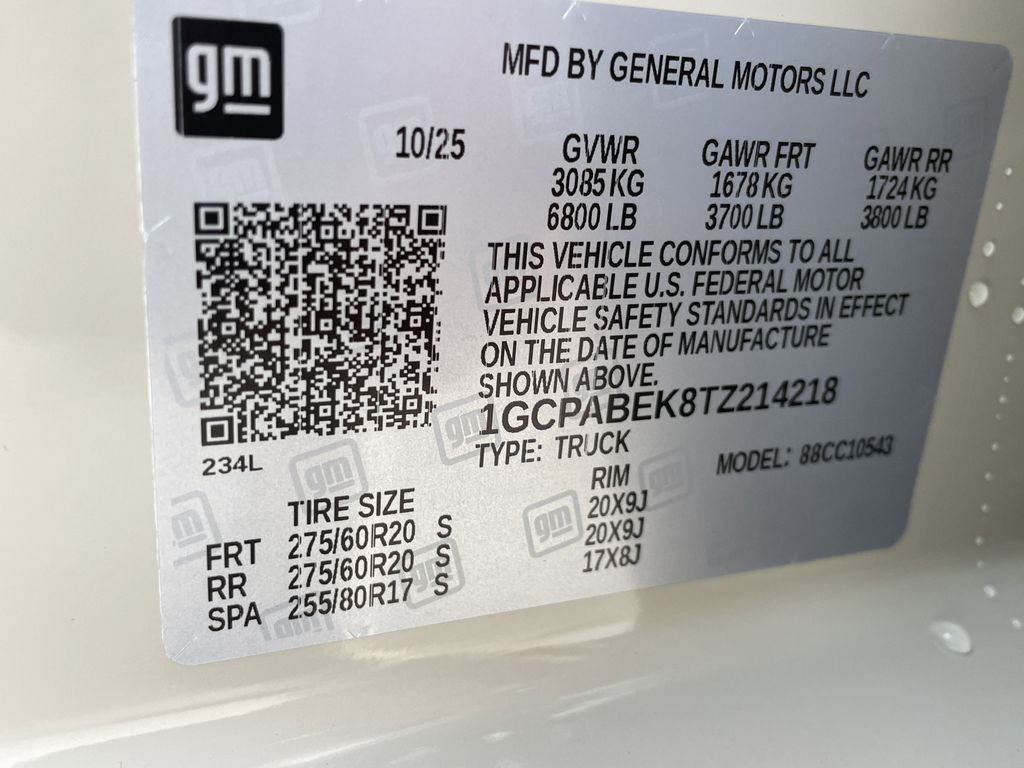 gm
MFD BY GENERAL MOTORS LLC
10/25
GVWR GAWR FRT GAWR RR
3085 KG 1678 KG 1724 KG
6800 LB 3700 LB 3800 LB
THIS VEHICLE CONFORMS TO ALL
APPLICABLE U.S. FEDERAL MOTOR
VEHICLE SAFETY STANDARDS IN EFFECT
ON THE DATE OF MANUFACTURE
SHOWN ABOVE.
1GCPABEK8TZ214218
TYPE: TRUCK
MODEL: 88CC10543
234L
TIRE SIZE RIM
FRT 275/60R20 S 20X9J
RR 275/60R20 S 20X9J
SPA 255/80R17 S 17X8J